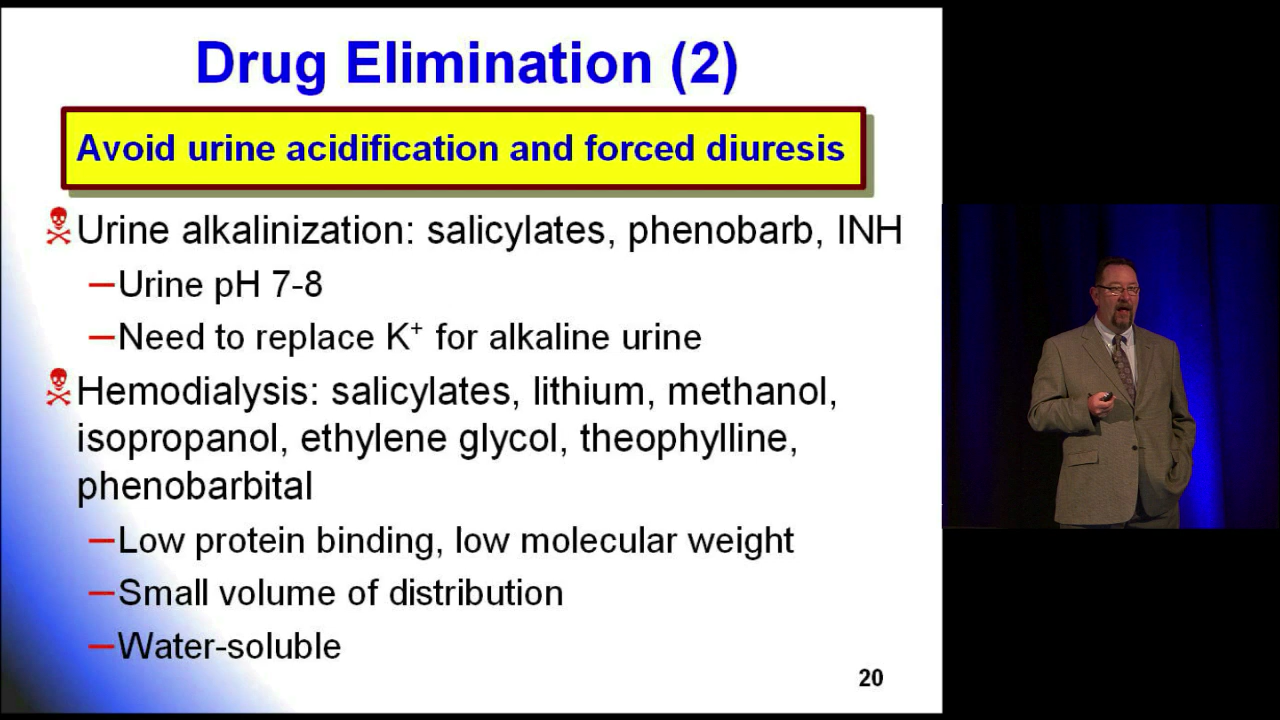 Drug Elimination (2)
Avoid urine acidification and forced diuresis
Urine alkalinization: salicylates, phenobarb, INH
–Urine pH 7-8
–Need to replace K⁺ for alkaline urine
Hemodialysis: salicylates, lithium, methanol,
isopropanol, ethylene glycol, theophylline,
phenobarbital
–Low protein binding, low molecular weight
–Small volume of distribution
–Water-soluble
20